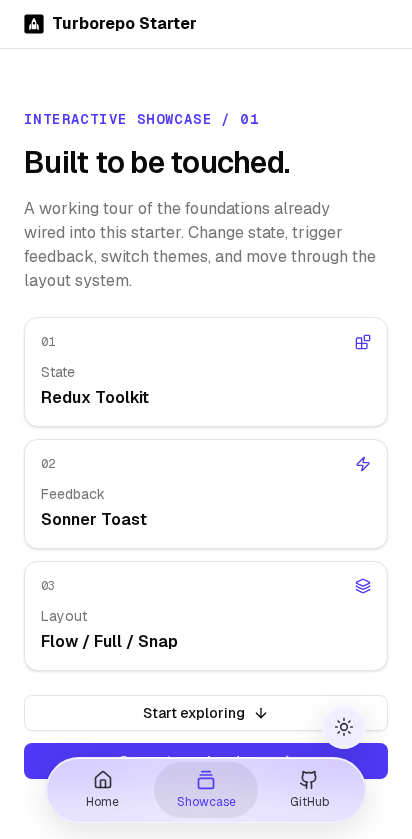 Turborepo Starter
INTERACTIVE SHOWCASE / 01
Built to be touched.
A working tour of the foundations already
wired into this starter. Change state, trigger
feedback, switch themes, and move through the
layout system.
01
State
Redux Toolkit
02
Feedback
Sonner Toast
03
Layout
Flow / Full / Snap
Start exploring
Home
Showcase
GitHub